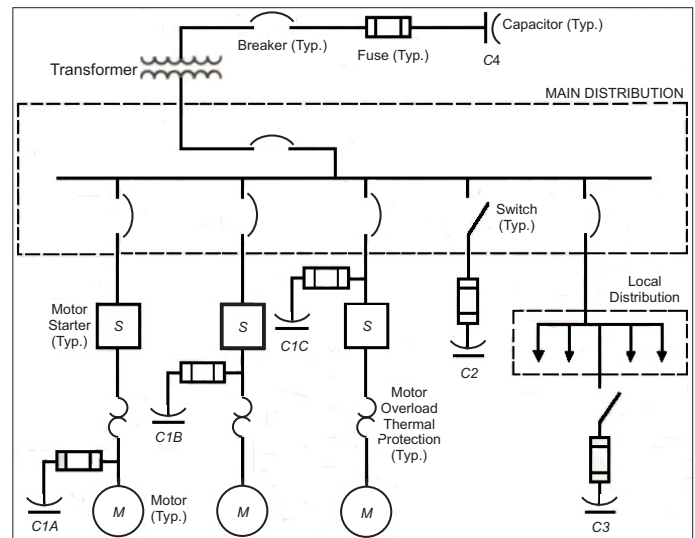 Breaker (Typ.)
Fuse (Typ.)
Capacitor (Typ.)
C4
Transformer
MAIN DISTRIBUTION
Switch
(Typ.)
Motor
Starter
(Typ.)
S
S
S
C1C
C2
Local
Distribution
C1B
Motor
Overload
Thermal
Protection
(Typ.)
C1A
M
Motor
(Typ.)
M
M
C3